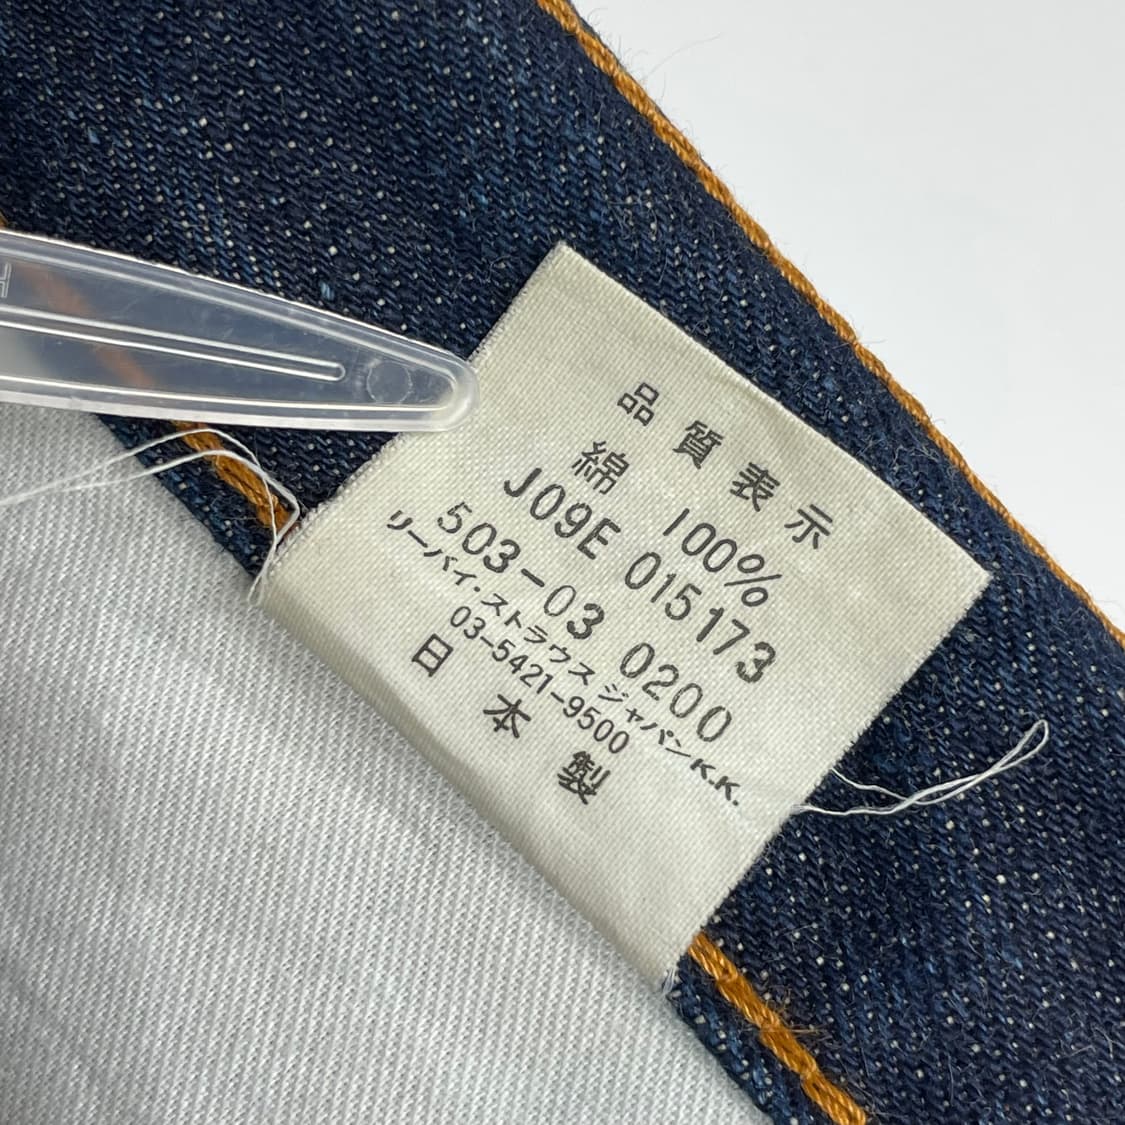 品質表示
綿 100%
J09E 015173
503-03 0200
リーバイ・ストラウス ジャパンK.K.
03-5421-9500
日本製